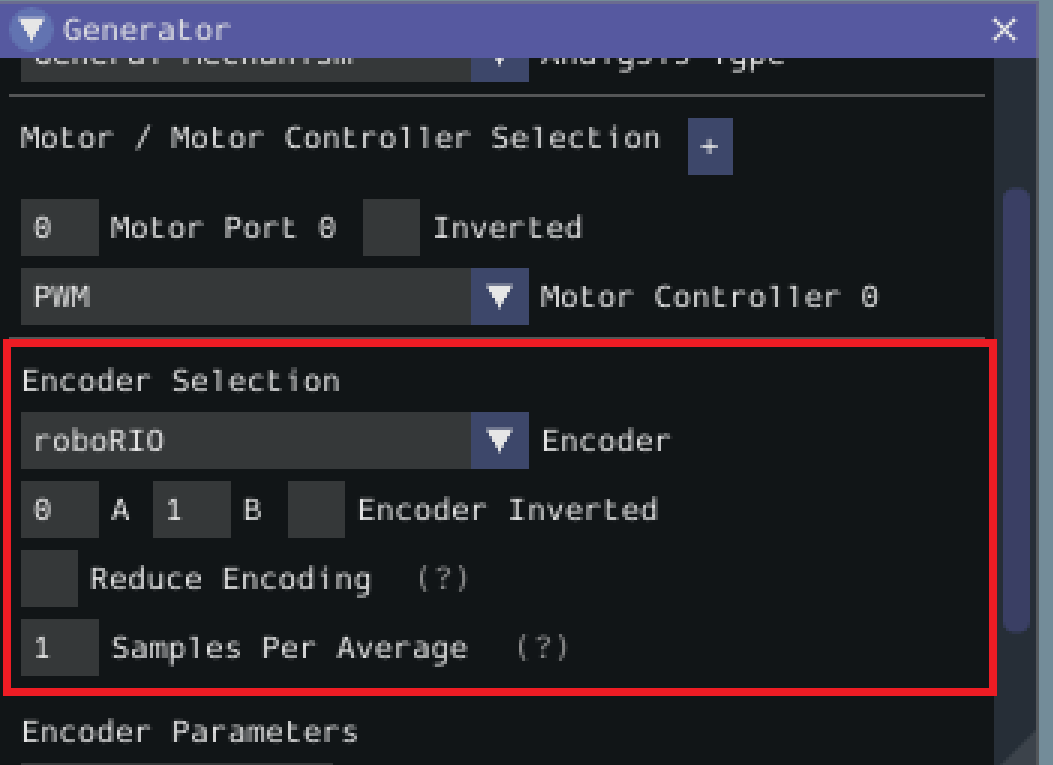 Generator
General Mechanism Analysis Type
Motor / Motor Controller Selection +
0 Motor Port 0 Inverted
PWM Motor Controller 0
Encoder Selection
roboRIO Encoder
0 A 1 B Encoder Inverted
Reduce Encoding (?)
1 Samples Per Average (?)
Encoder Parameters